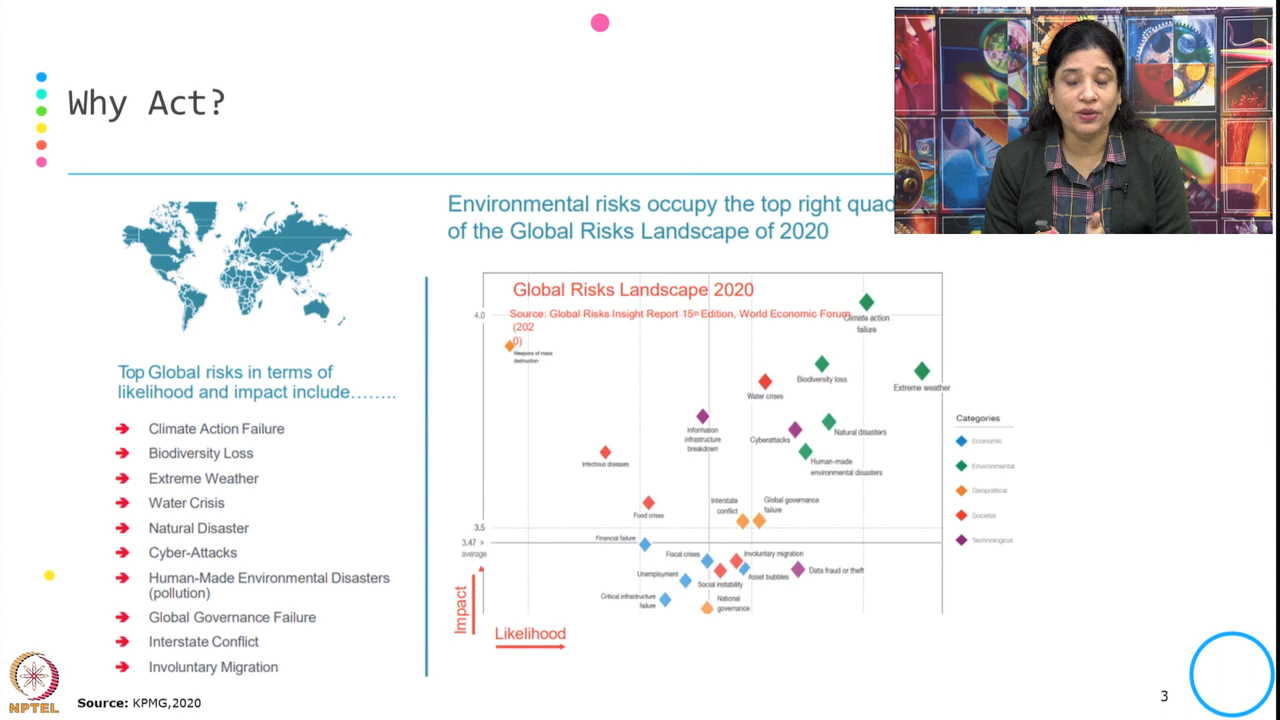 Why Act?
Top Global risks in terms of
likelihood and impact include……..
Climate Action Failure
Biodiversity Loss
Extreme Weather
Water Crisis
Natural Disaster
Cyber-Attacks
Human-Made Environmental Disasters
(pollution)
Global Governance Failure
Interstate Conflict
Involuntary Migration
Environmental risks occupy the top right quad
of the Global Risks Landscape of 2020
Global Risks Landscape 2020
Source: Global Risks Insight Report 15th Edition, World Economic Forum
(202
0)
4.0
Climate action
failure
Weapons of mass
destruction
Biodiversity loss
Extreme weather
Water crises
Information
infrastructure
breakdown
Cyberattacks
Natural disasters
Infectious diseases
Human-made
environmental disasters
Food crises
Interstate
conflict
Global governance
failure
3.5
3.47
average
Financial failure
Fiscal crises
Involuntary migration
Unemployment
Social instability
Asset bubbles
Data fraud or theft
Critical infrastructure
failure
National
governance
Categories
Economic
Environmental
Geopolitical
Societal
Technological
Impact
Likelihood
NPTEL
Source: KPMG,2020
3